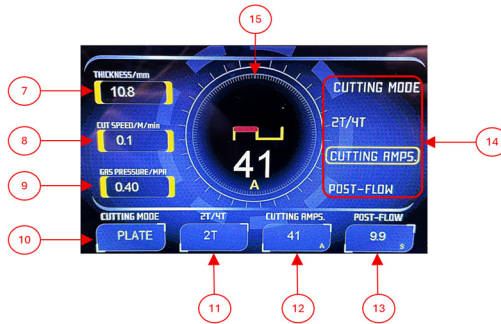 15
THICKNESS/mm
7
10.8
CUT SPEED/M/min
8
0.1
GAS PRESSURE/MPA
9
0.40
41
A
CUTTING MODE
2T/4T
CUTTING AMPS.
POST-FLOW
14
CUTTING MODE
2T/4T
CUTTING AMPS.
POST-FLOW
10
PLATE
2T
41
A
9.9
S
11
12
13